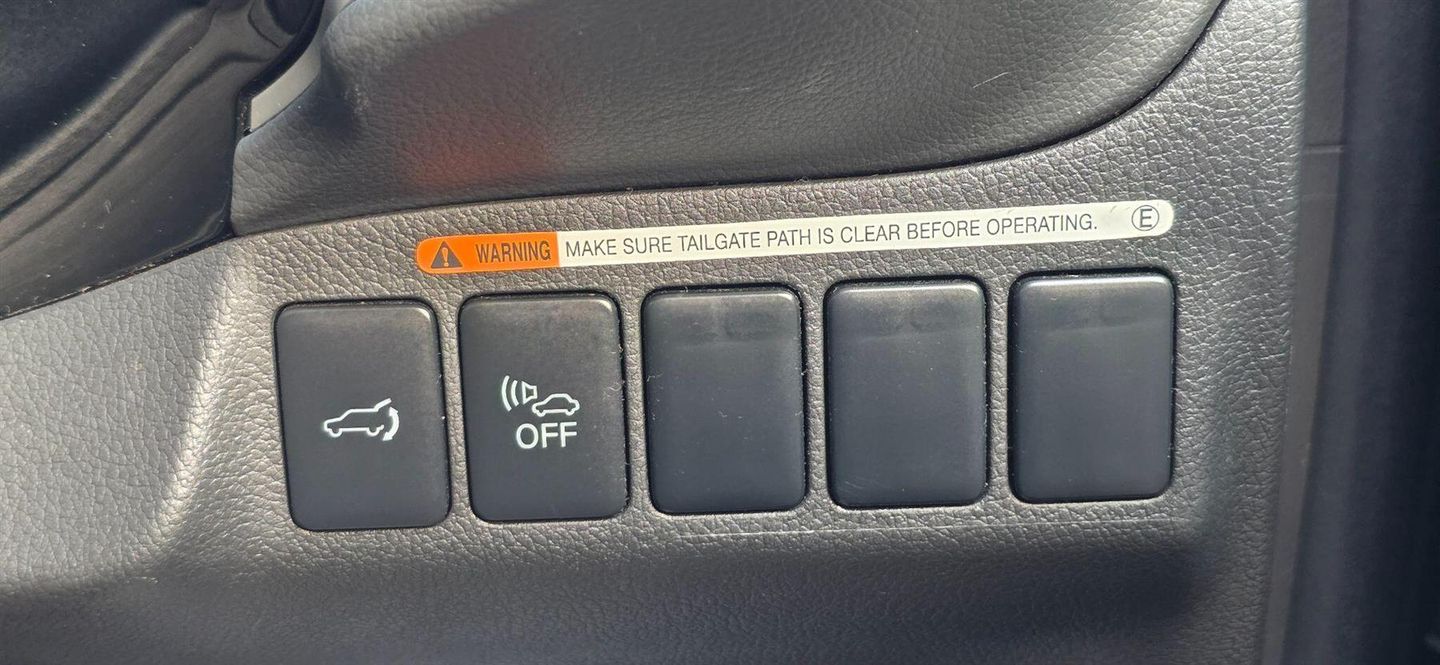 WARNING MAKE SURE TAILGATE PATH IS CLEAR BEFORE OPERATING. E
OFF